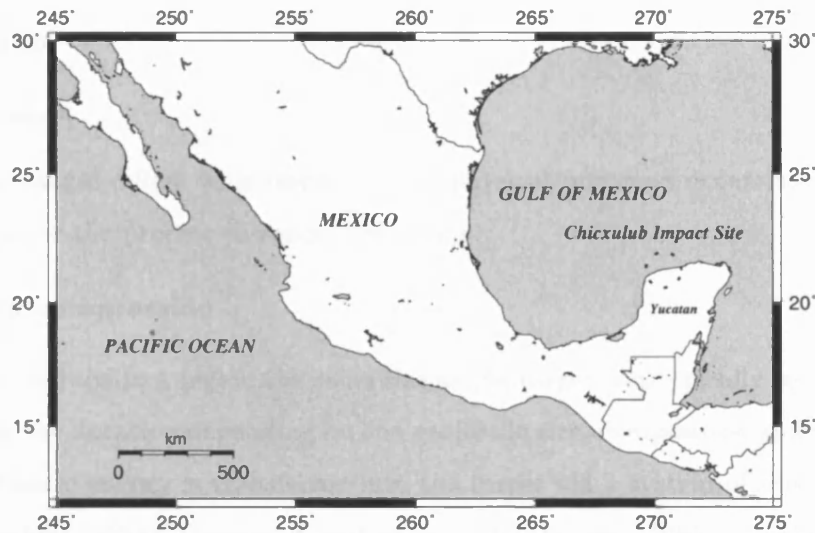 245˚ 250˚ 255˚ 260˚ 265˚ 270˚ 275˚
30˚ 30˚
25˚ 25˚
GULF OF MEXICO
MEXICO
Chicxulub Impact Site
20˚ 20˚
Yucatan
PACIFIC OCEAN
15˚ 15˚
km
0 500
245˚ 250˚ 255˚ 260˚ 265˚ 270˚ 275˚